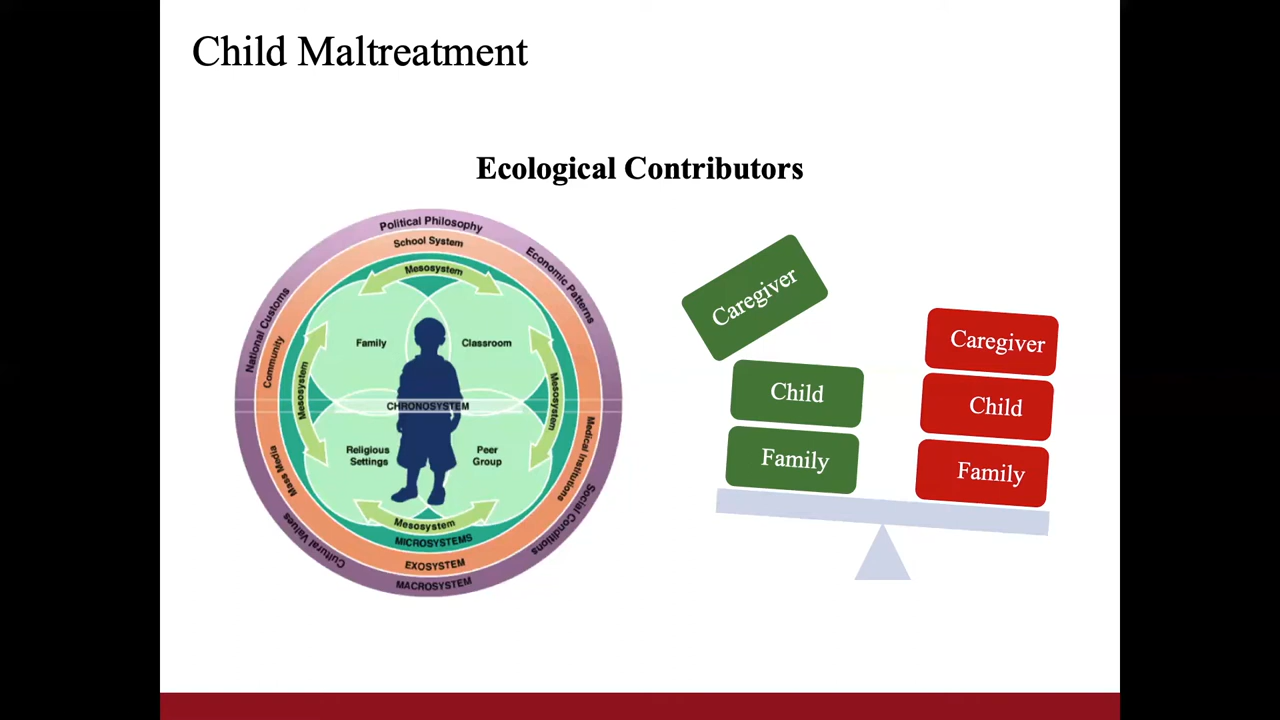 Child Maltreatment
Ecological Contributors
Political Philosophy
School System
Economic Patterns
Mesosystem
National Customs
Community
Family
Classroom
Mesosystem
Mesosystem
CHRONOSYSTEM
Religious
Settings
Peer
Group
Mass Media
Medical Institutions
Cultural Values
Social Conditions
Mesosystem
MICROSYSTEMS
EXOSYSTEM
MACROSYSTEM
Caregiver
Child
Family
Caregiver
Child
Family